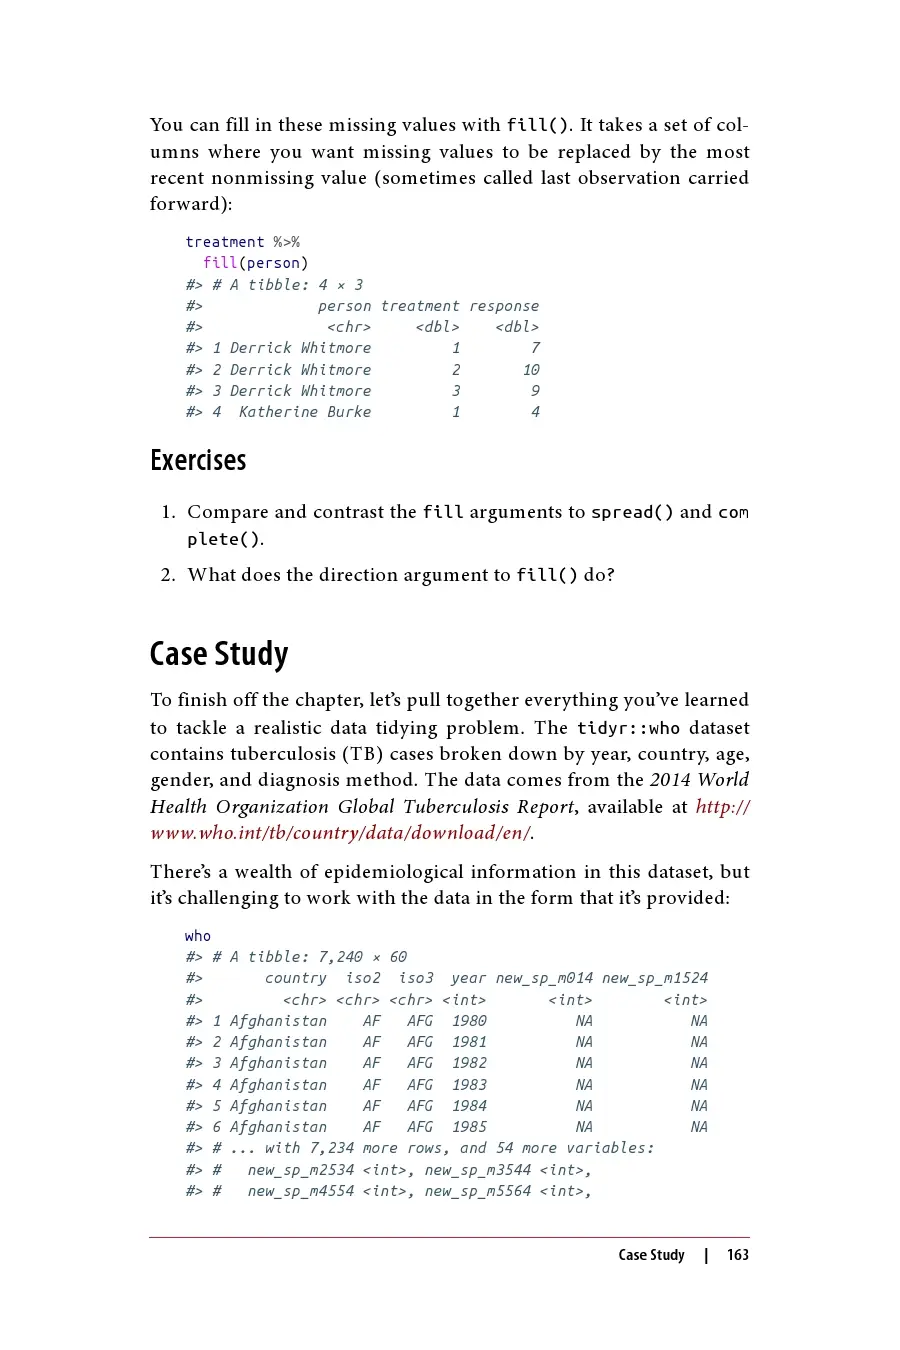 You can fill in these missing values with fill(). It takes a set of col-
umns where you want missing values to be replaced by the most
recent nonmissing value (sometimes called last observation carried
forward):
treatment %>%
  fill(person)
#> # A tibble: 4 × 3
#>             person treatment response
#>              <chr>     <dbl>    <dbl>
#> 1 Derrick Whitmore         1        7
#> 2 Derrick Whitmore         2       10
#> 3 Derrick Whitmore         3        9
#> 4  Katherine Burke         1        4
Exercises
1. Compare and contrast the fill arguments to spread() and com
plete().
2. What does the direction argument to fill() do?
Case Study
To finish off the chapter, let’s pull together everything you’ve learned
to tackle a realistic data tidying problem. The tidyr::who dataset
contains tuberculosis (TB) cases broken down by year, country, age,
gender, and diagnosis method. The data comes from the 2014 World
Health Organization Global Tuberculosis Report, available at http://
www.who.int/tb/country/data/download/en/.
There’s a wealth of epidemiological information in this dataset, but
it’s challenging to work with the data in the form that it’s provided:
who
#> # A tibble: 7,240 × 60
#>       country  iso2  iso3  year new_sp_m014 new_sp_m1524
#>         <chr> <chr> <chr> <int>       <int>        <int>
#> 1 Afghanistan    AF   AFG  1980          NA           NA
#> 2 Afghanistan    AF   AFG  1981          NA           NA
#> 3 Afghanistan    AF   AFG  1982          NA           NA
#> 4 Afghanistan    AF   AFG  1983          NA           NA
#> 5 Afghanistan    AF   AFG  1984          NA           NA
#> 6 Afghanistan    AF   AFG  1985          NA           NA
#> # ... with 7,234 more rows, and 54 more variables:
#> #   new_sp_m2534 <int>, new_sp_m3544 <int>,
#> #   new_sp_m4554 <int>, new_sp_m5564 <int>,
Case Study | 163